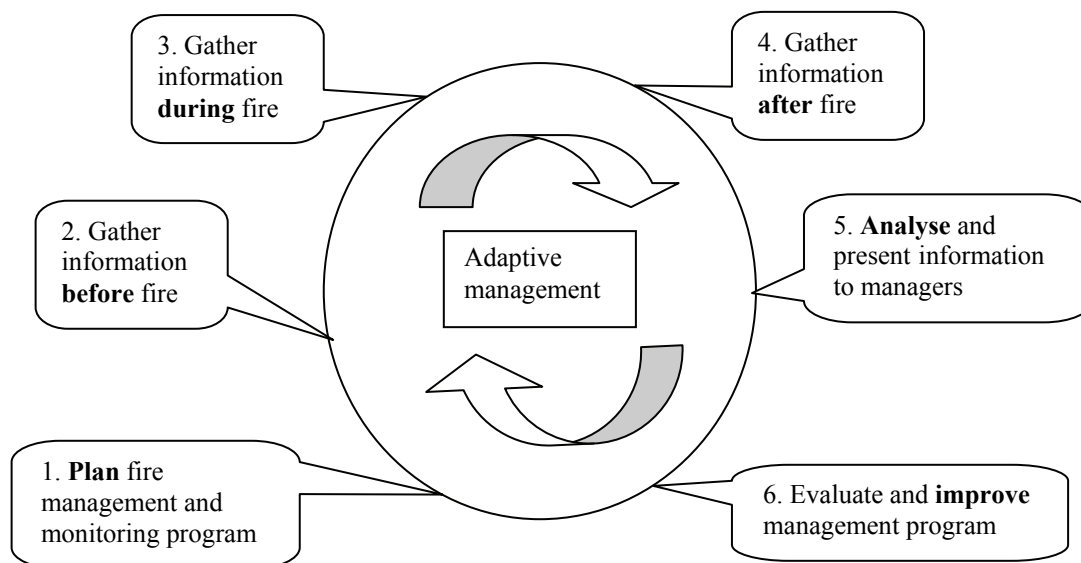 3. Gather
information
during fire
4. Gather
information
after fire
2. Gather
information
before fire
Adaptive
management
5. Analyse and
present information
to managers
1. Plan fire
management and
monitoring program
6. Evaluate and improve
management program